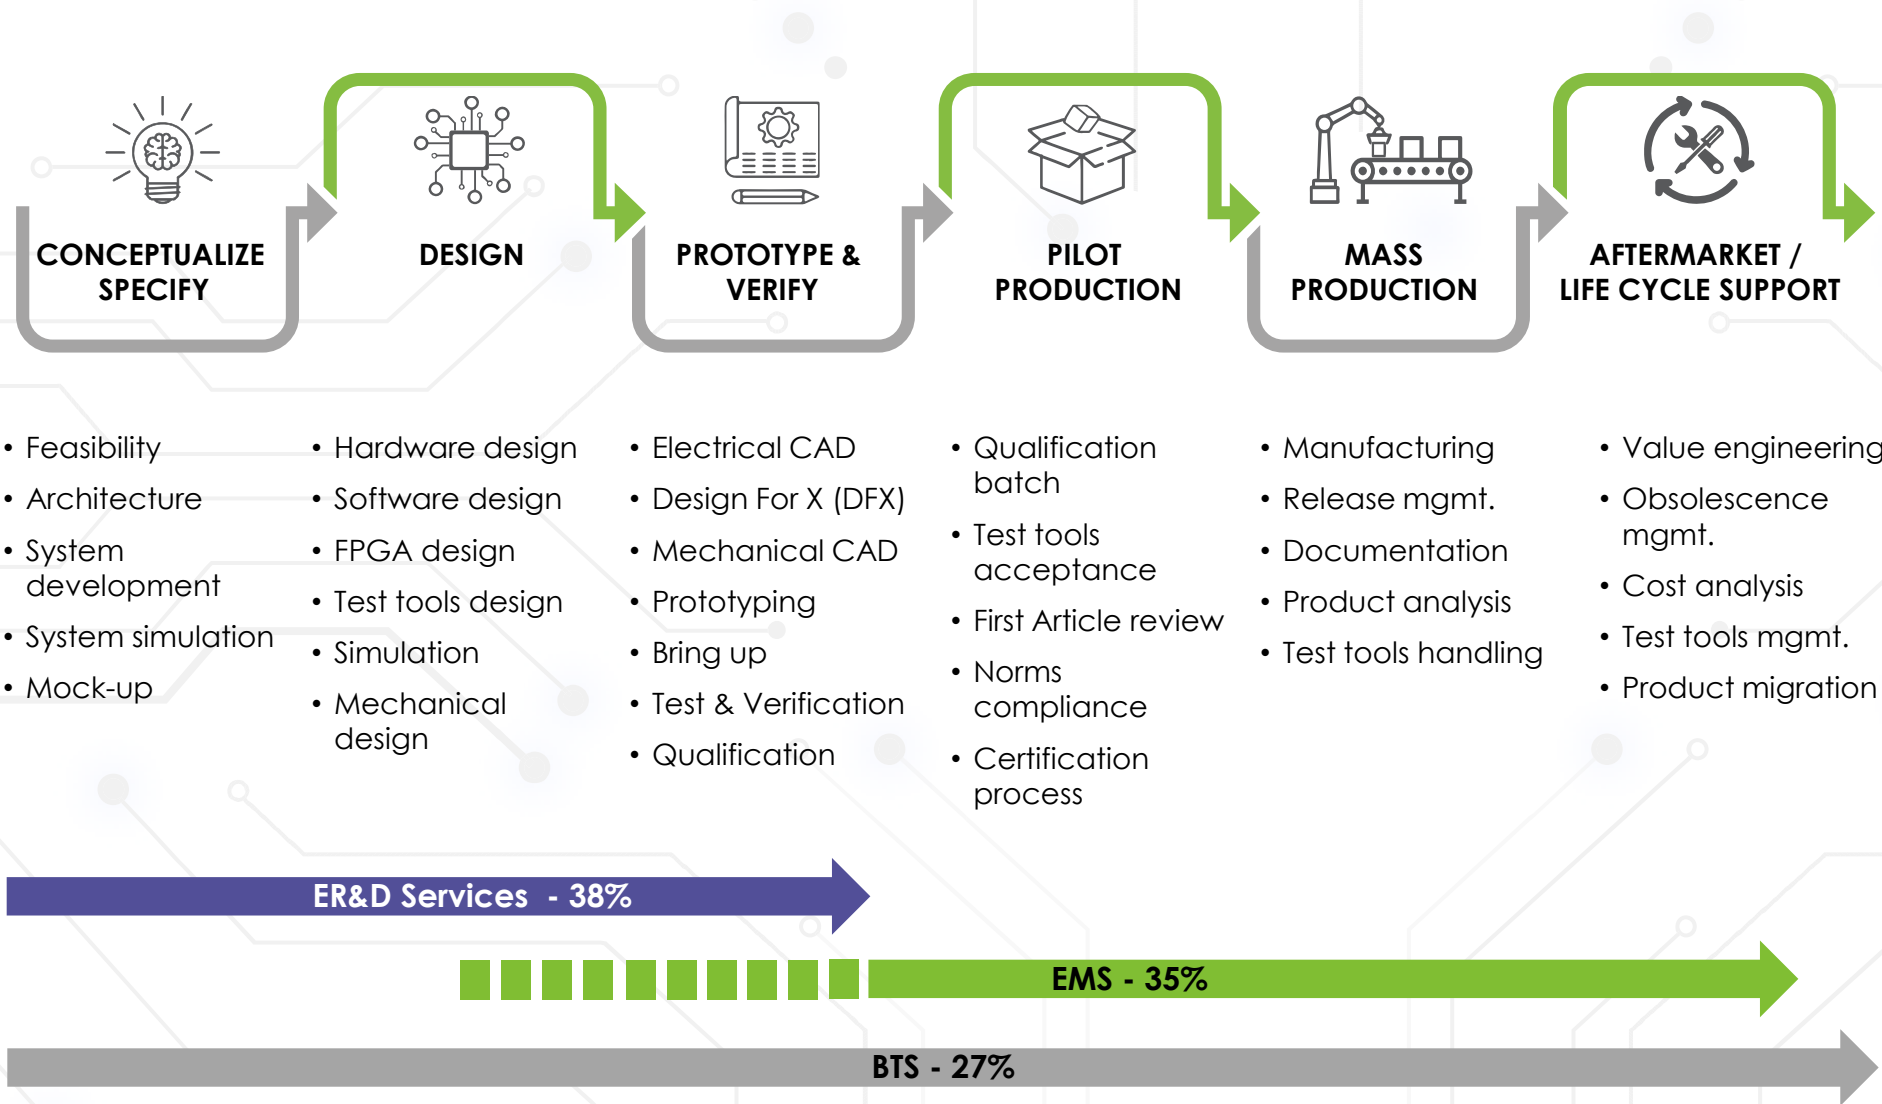 CONCEPTUALIZE
SPECIFY
DESIGN
PROTOTYPE &
VERIFY
PILOT
PRODUCTION
MASS
PRODUCTION
AFTERMARKET /
LIFE CYCLE SUPPORT
• Feasibility
• Architecture
• System
development
• System simulation
• Mock-up
• Hardware design
• Software design
• FPGA design
• Test tools design
• Simulation
• Mechanical
design
• Electrical CAD
• Design For X (DFX)
• Mechanical CAD
• Prototyping
• Bring up
• Test & Verification
• Qualification
• Qualification
batch
• Test tools
acceptance
• First Article review
• Norms
compliance
• Certification
process
• Manufacturing
• Release mgmt.
• Documentation
• Product analysis
• Test tools handling
• Value engineering
• Obsolescence
mgmt.
• Cost analysis
• Test tools mgmt.
• Product migration
ER&D Services - 38%
EMS - 35%
BTS - 27%